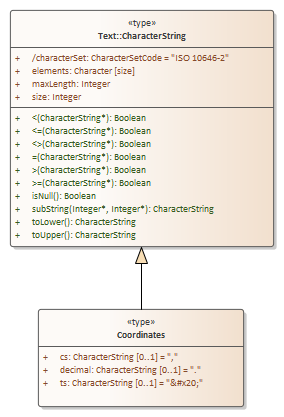 «type»
Text::CharacterString
+ /characterSet: CharacterSetCode = "ISO 10646-2"
+ elements: Character [size]
+ maxLength: Integer
+ size: Integer
+ <(CharacterString*): Boolean
+ <=(CharacterString*): Boolean
+ <>(CharacterString*): Boolean
+ =(CharacterString*): Boolean
+ >(CharacterString*): Boolean
+ >=(CharacterString*): Boolean
+ isNull(): Boolean
+ subString(Integer*, Integer*): CharacterString
+ toLower(): CharacterString
+ toUpper(): CharacterString
«type»
Coordinates
+ cs: CharacterString [0..1] = ","
+ decimal: CharacterString [0..1] = "."
+ ts: CharacterString [0..1] = "&#x20;"